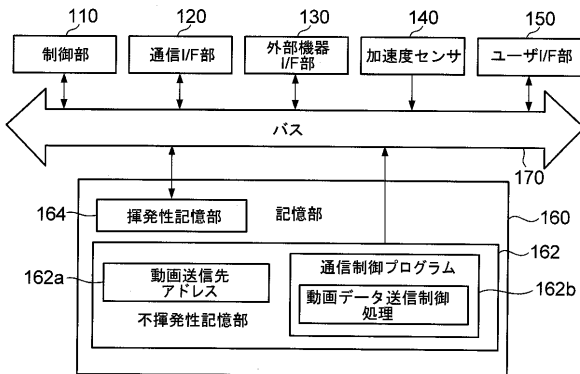 110
120
130
140
150
制御部
通信I/F部
外部機器
I/F部
加速度センサ
ユーザI/F部
バス
170
164
揮発性記憶部
記憶部
160
162
162a
動画送信先
アドレス
不揮発性記憶部
通信制御プログラム
動画データ送信制御
処理
162b